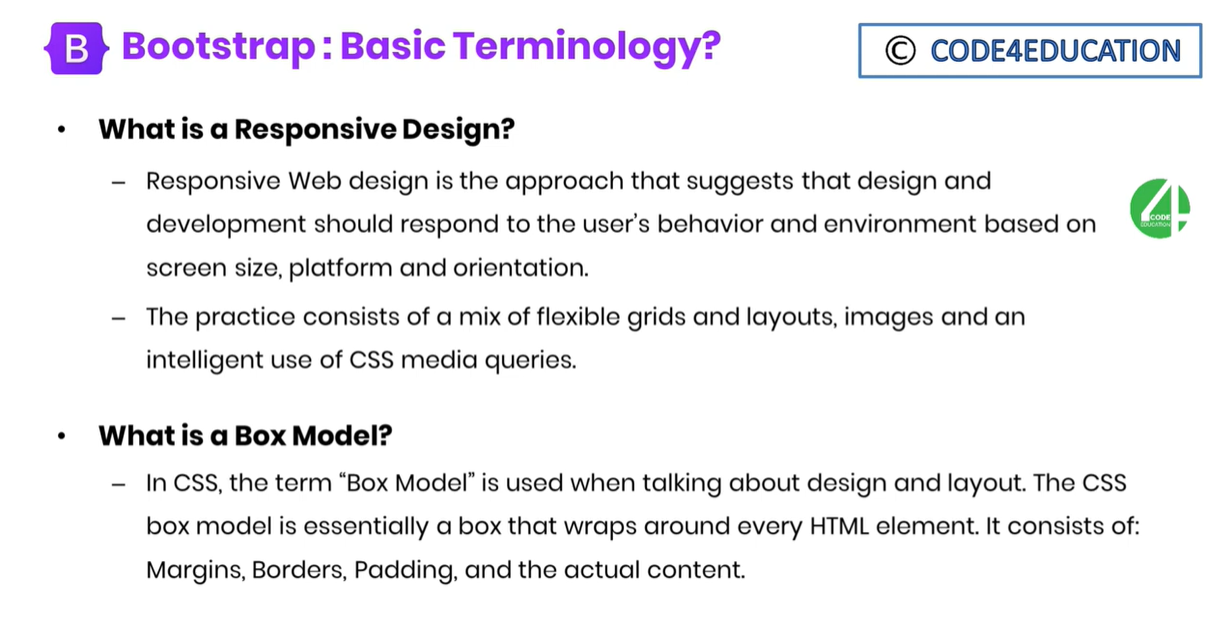 B Bootstrap : Basic Terminology?
© CODE4EDUCATION
• What is a Responsive Design?
– Responsive Web design is the approach that suggests that design and
development should respond to the user's behavior and environment based on
screen size, platform and orientation.
4 CODE
EDUCATION
– The practice consists of a mix of flexible grids and layouts, images and an
intelligent use of CSS media queries.
• What is a Box Model?
– In CSS, the term “Box Model” is used when talking about design and layout. The CSS
box model is essentially a box that wraps around every HTML element. It consists of:
Margins, Borders, Padding, and the actual content.